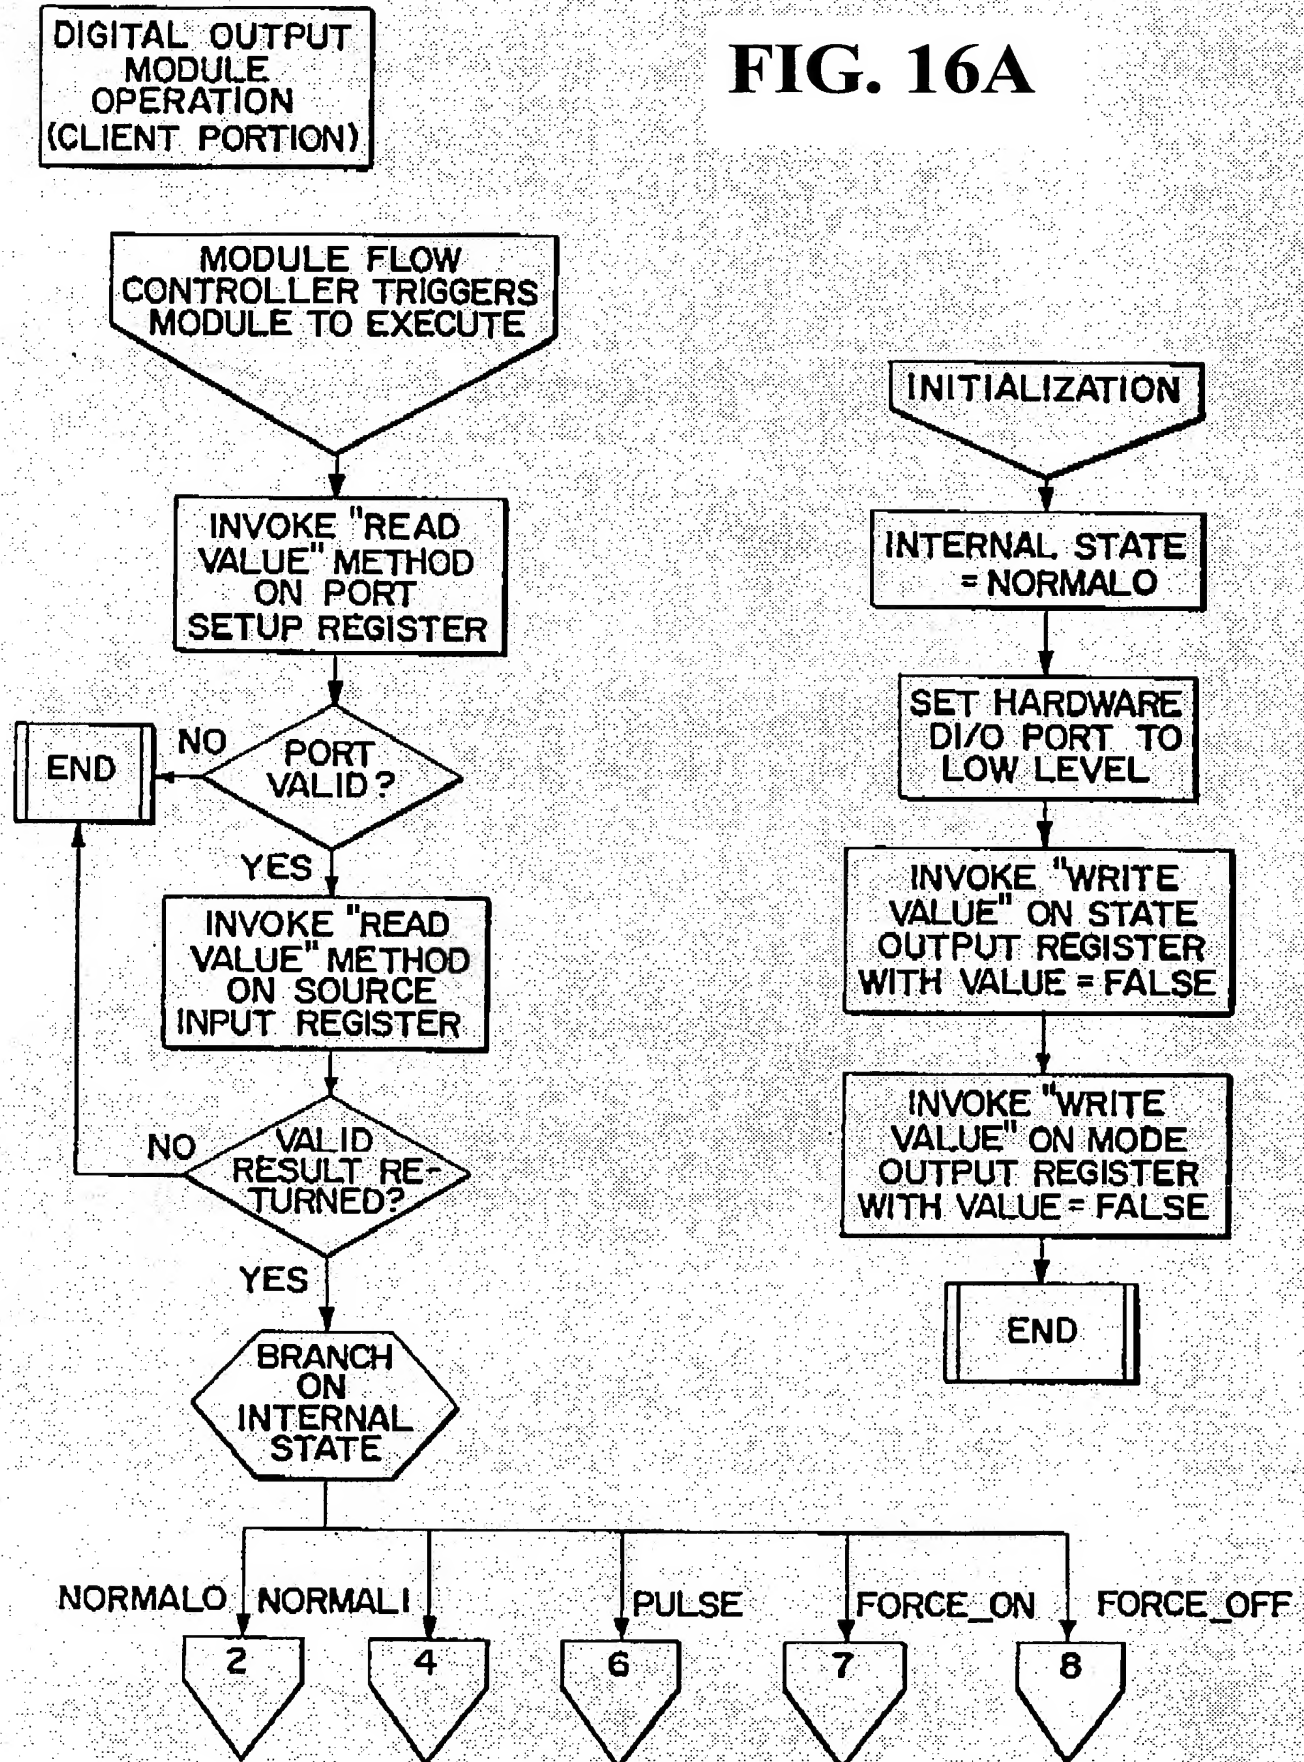 DIGITAL OUTPUT
MODULE
OPERATION
(CLIENT PORTION)
FIG. 16A
MODULE FLOW
CONTROLLER TRIGGERS
MODULE TO EXECUTE
INVOKE "READ
VALUE" METHOD
ON PORT
SETUP REGISTER
PORT
VALID?
NO
END
YES
INVOKE "READ
VALUE" METHOD
ON SOURCE
INPUT REGISTER
VALID
RESULT RE-
TURNED?
NO
YES
BRANCH
ON
INTERNAL
STATE
NORMALO
NORMALI
PULSE
FORCE_ON
FORCE_OFF
2
4
6
7
8
INITIALIZATION
INTERNAL STATE
= NORMALO
SET HARDWARE
DI/O PORT TO
LOW LEVEL
INVOKE "WRITE
VALUE" ON STATE
OUTPUT REGISTER
WITH VALUE = FALSE
INVOKE "WRITE
VALUE" ON MODE
OUTPUT REGISTER
WITH VALUE = FALSE
END